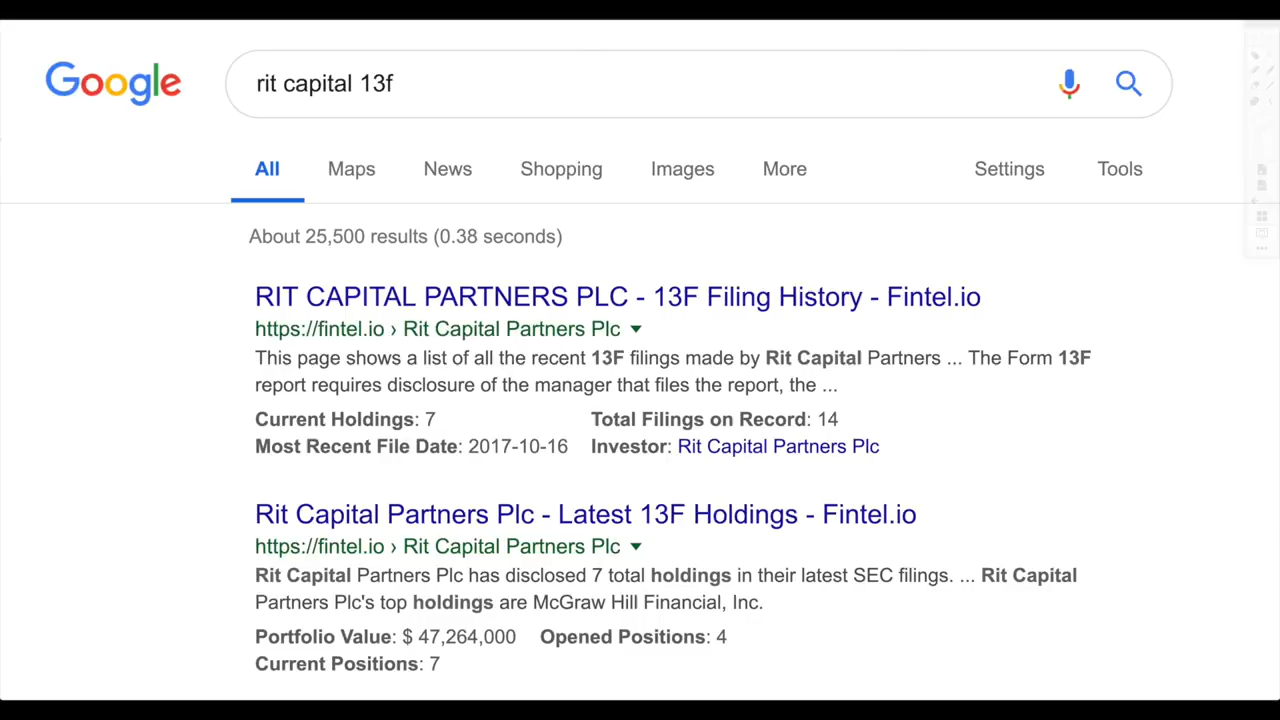 Google
rit capital 13f
All Maps News Shopping Images More Settings Tools
About 25,500 results (0.38 seconds)
RIT CAPITAL PARTNERS PLC - 13F Filing History - Fintel.io
https://fintel.io › Rit Capital Partners Plc
This page shows a list of all the recent 13F filings made by Rit Capital Partners ... The Form 13F
report requires disclosure of the manager that files the report, the ...
Current Holdings: 7 Total Filings on Record: 14
Most Recent File Date: 2017-10-16 Investor: Rit Capital Partners Plc
Rit Capital Partners Plc - Latest 13F Holdings - Fintel.io
https://fintel.io › Rit Capital Partners Plc
Rit Capital Partners Plc has disclosed 7 total holdings in their latest SEC filings. ... Rit Capital
Partners Plc's top holdings are McGraw Hill Financial, Inc.
Portfolio Value: $ 47,264,000 Opened Positions: 4
Current Positions: 7